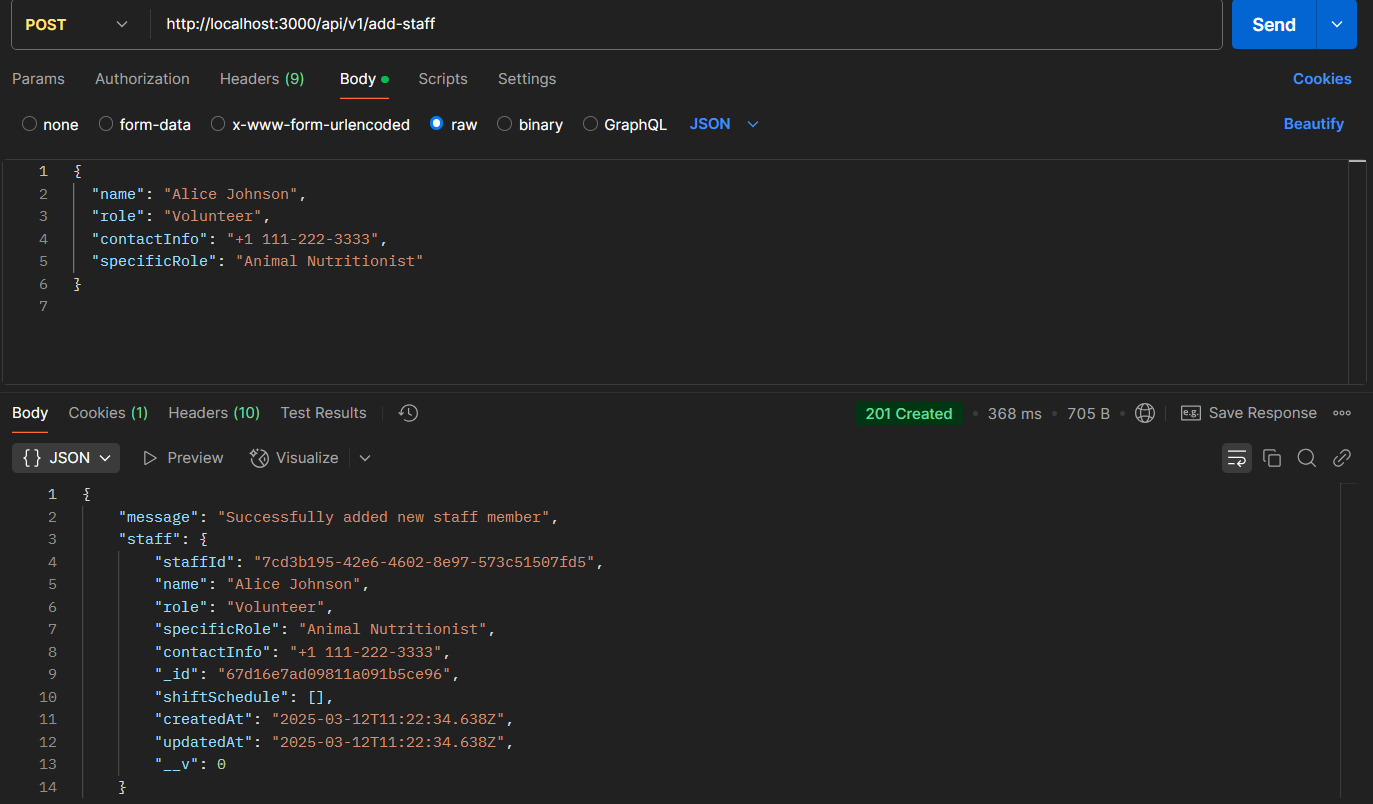 POST http://localhost:3000/api/v1/add-staff Send
Params Authorization Headers (9) Body Scripts Settings Cookies
none form-data x-www-form-urlencoded raw binary GraphQL JSON Beautify
1 {
2 "name": "Alice Johnson",
3 "role": "Volunteer",
4 "contactInfo": "+1 111-222-3333",
5 "specificRole": "Animal Nutritionist"
6 }
7
Body Cookies (1) Headers (10) Test Results 201 Created 368 ms 705 B e.g. Save Response
{} JSON Preview Visualize
1 {
2 "message": "Successfully added new staff member",
3 "staff": {
4 "staffId": "7cd3b195-42e6-4602-8e97-573c51507fd5",
5 "name": "Alice Johnson",
6 "role": "Volunteer",
7 "specificRole": "Animal Nutritionist",
8 "contactInfo": "+1 111-222-3333",
9 "_id": "67d16e7ad09811a091b5ce96",
10 "shiftSchedule": [],
11 "createdAt": "2025-03-12T11:22:34.638Z",
12 "updatedAt": "2025-03-12T11:22:34.638Z",
13 "__v": 0
14 }